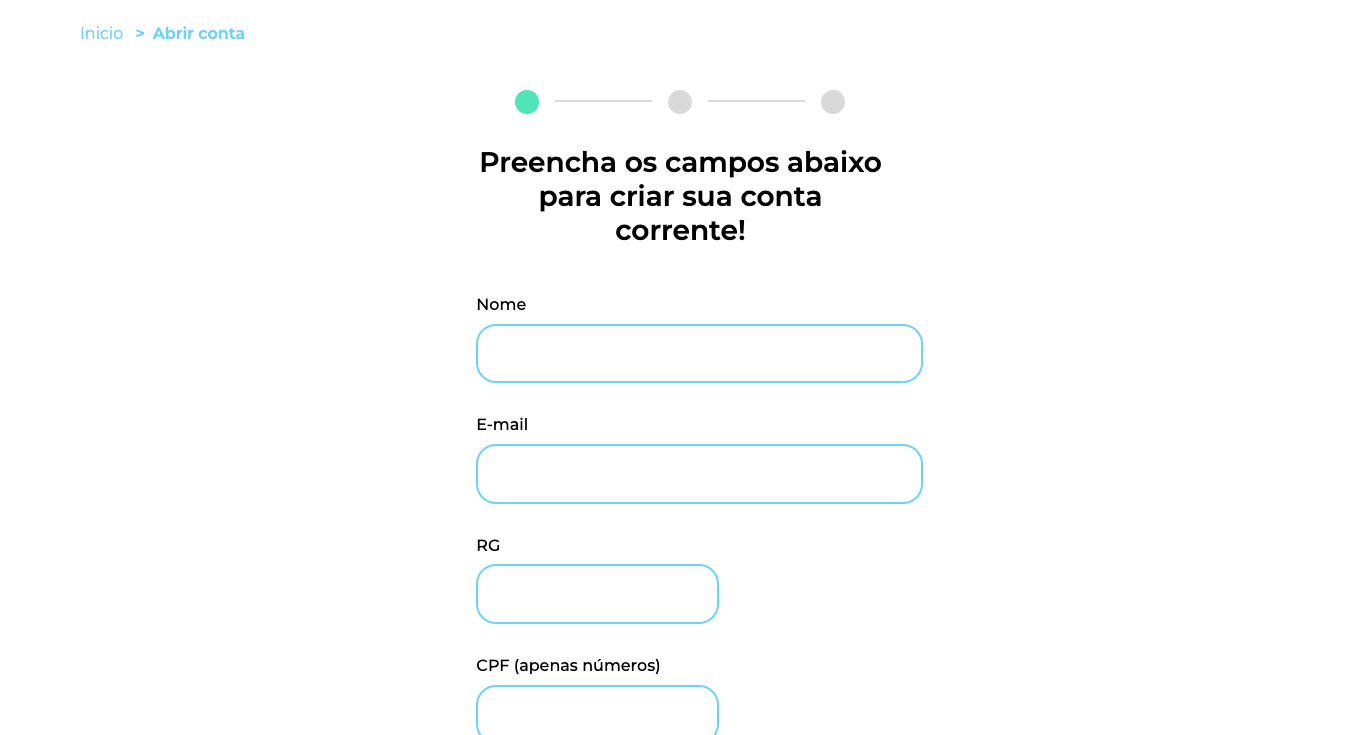 Inicio > Abrir conta
Preencha os campos abaixo
para criar sua conta
corrente!
Nome
E-mail
RG
CPF (apenas números)